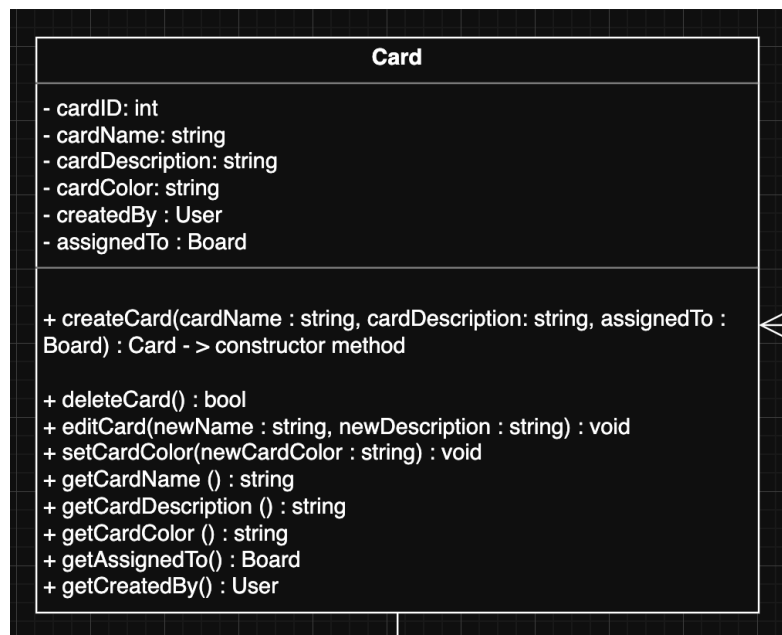 Card
- cardID: int
- cardName: string
- cardDescription: string
- cardColor: string
- createdBy : User
- assignedTo : Board
+ createCard(cardName : string, cardDescription: string, assignedTo :
Board) : Card - > constructor method
+ deleteCard() : bool
+ editCard(newName : string, newDescription : string) : void
+ setCardColor(newCardColor : string) : void
+ getCardName () : string
+ getCardDescription () : string
+ getCardColor () : string
+ getAssignedTo() : Board
+ getCreatedBy() : User